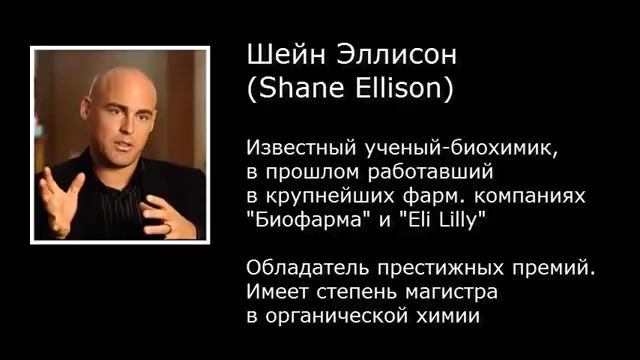 Шейн Эллисон
(Shane Ellison)
Известный ученый-биохимик,
в прошлом работавший
в крупнейших фарм. компаниях
"Биофарма" и "Eli Lilly"
Обладатель престижных премий.
Имеет степень магистра
в органической химии